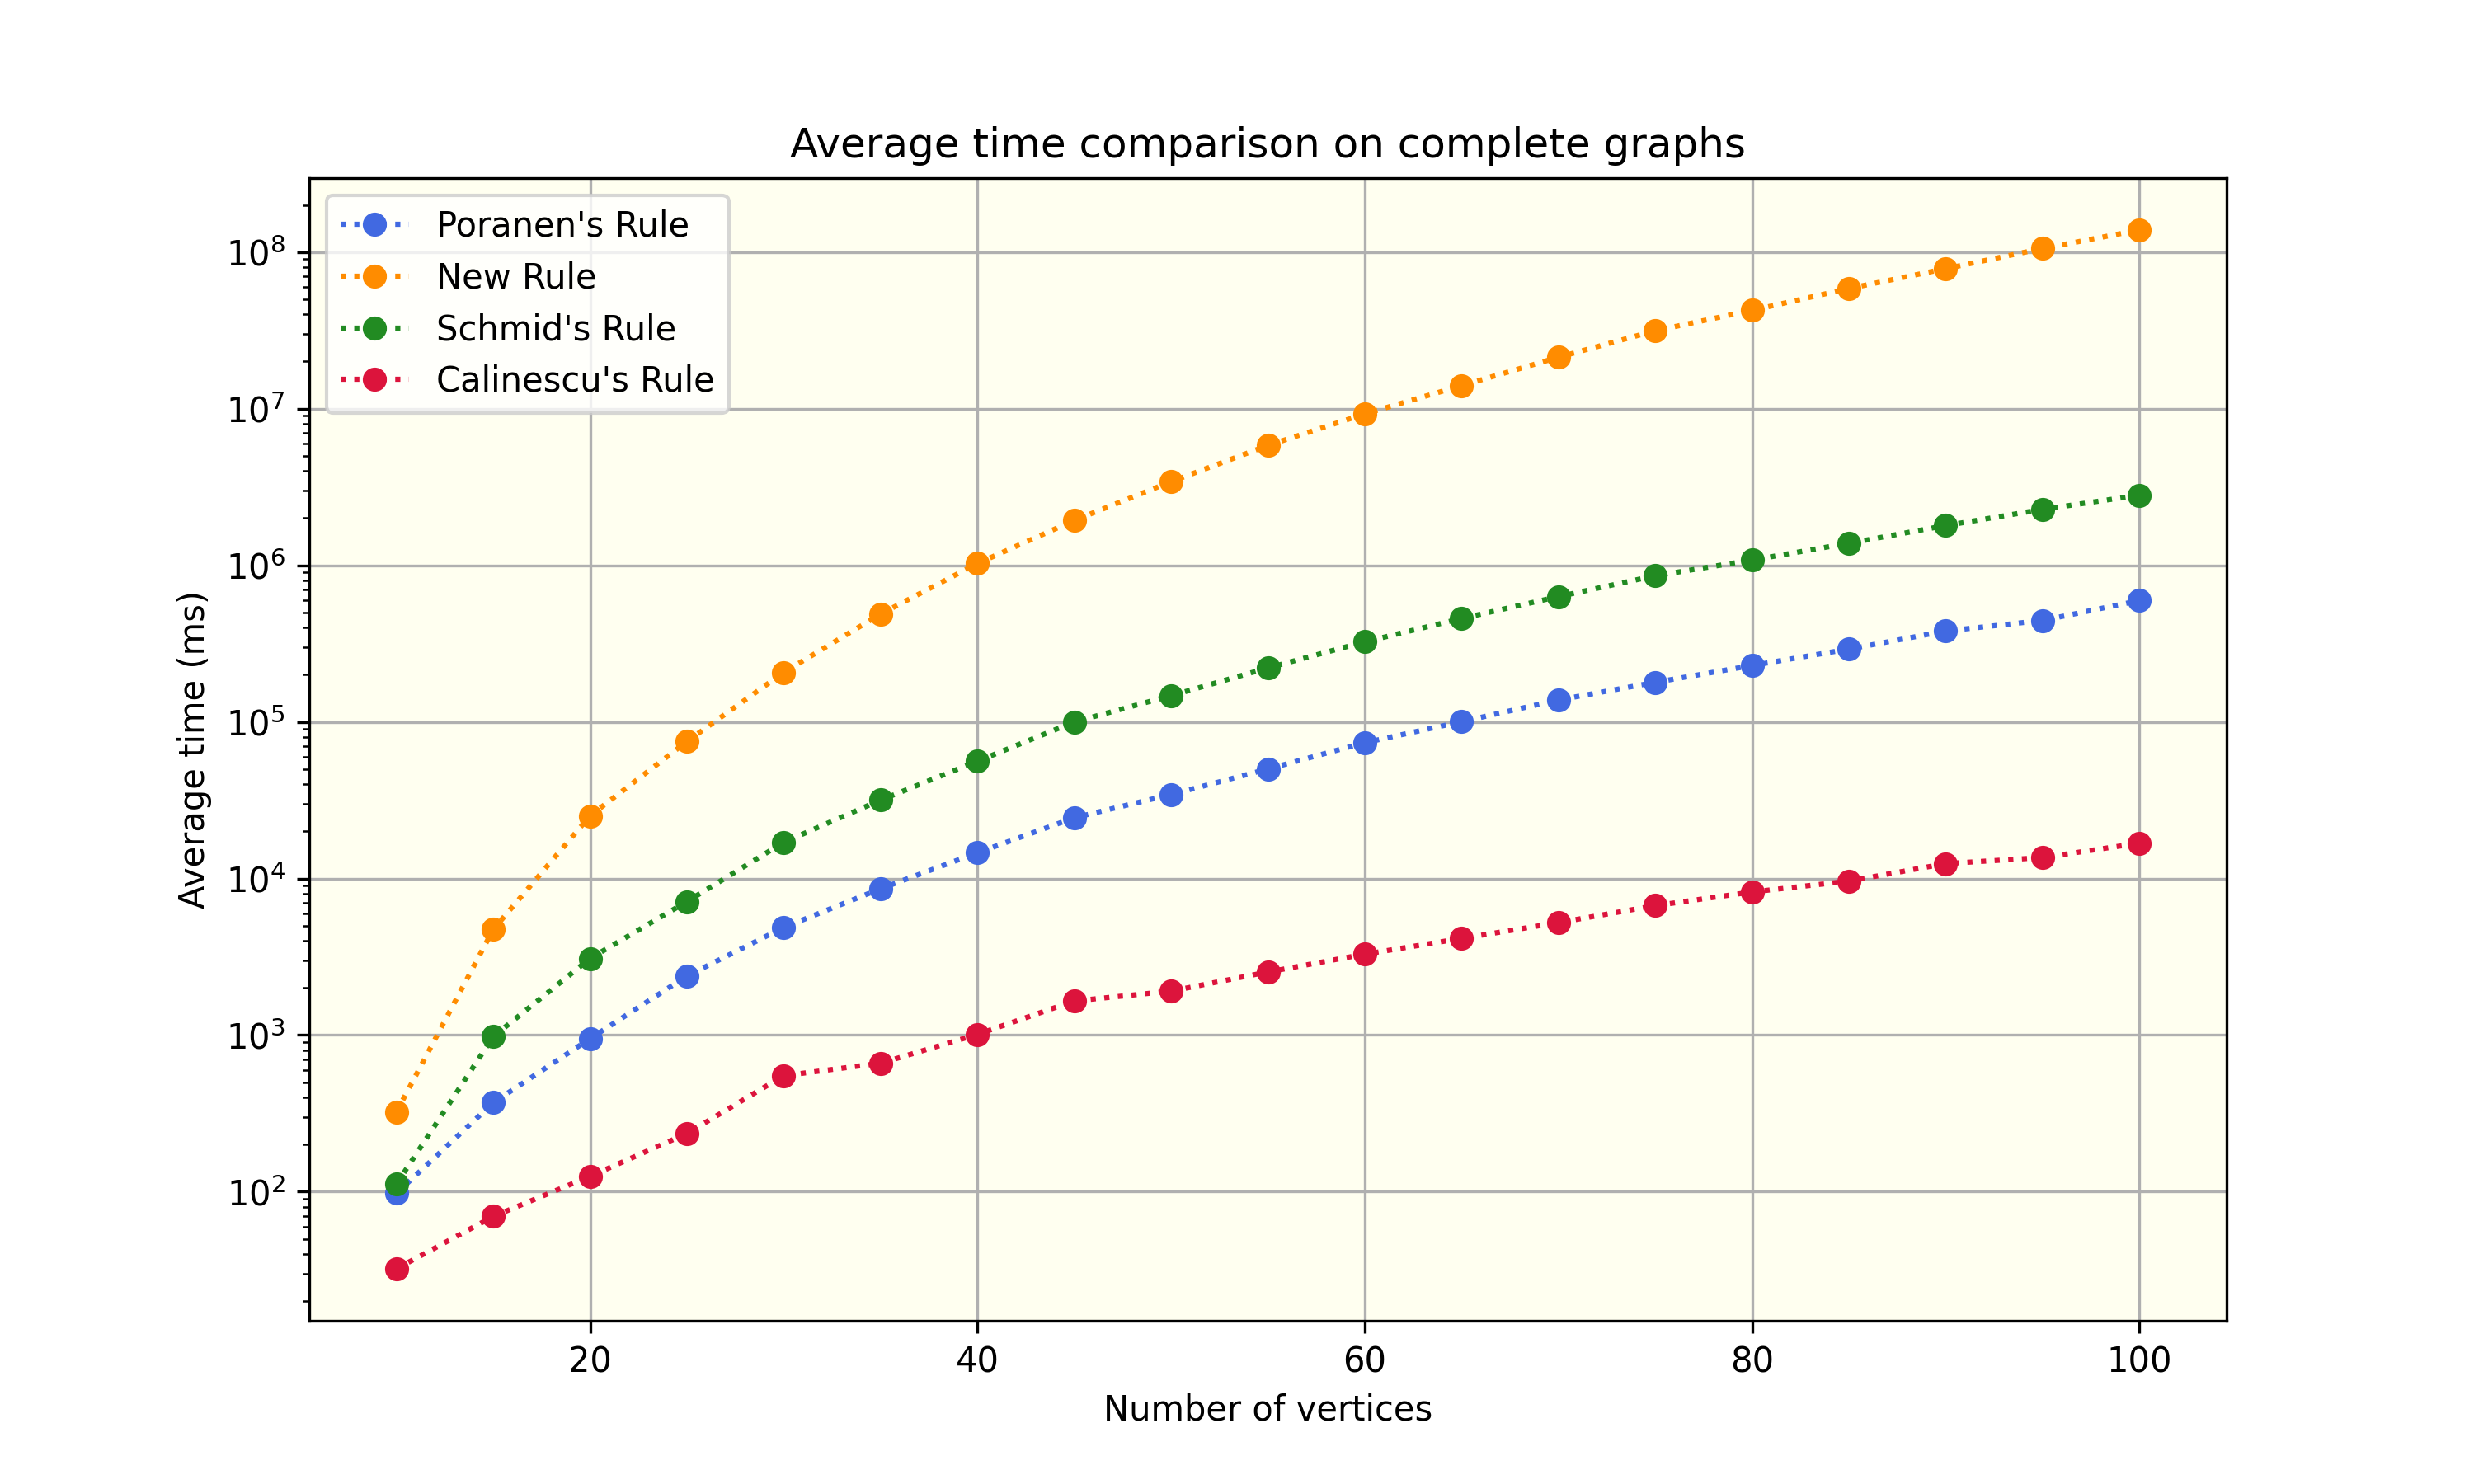 Average time comparison on complete graphs
Poranen's Rule
New Rule
Schmid's Rule
Calinescu's Rule
10⁸
10⁷
10⁶
10⁵
10⁴
10³
10²
Average time (ms)
20 40 60 80 100
Number of vertices